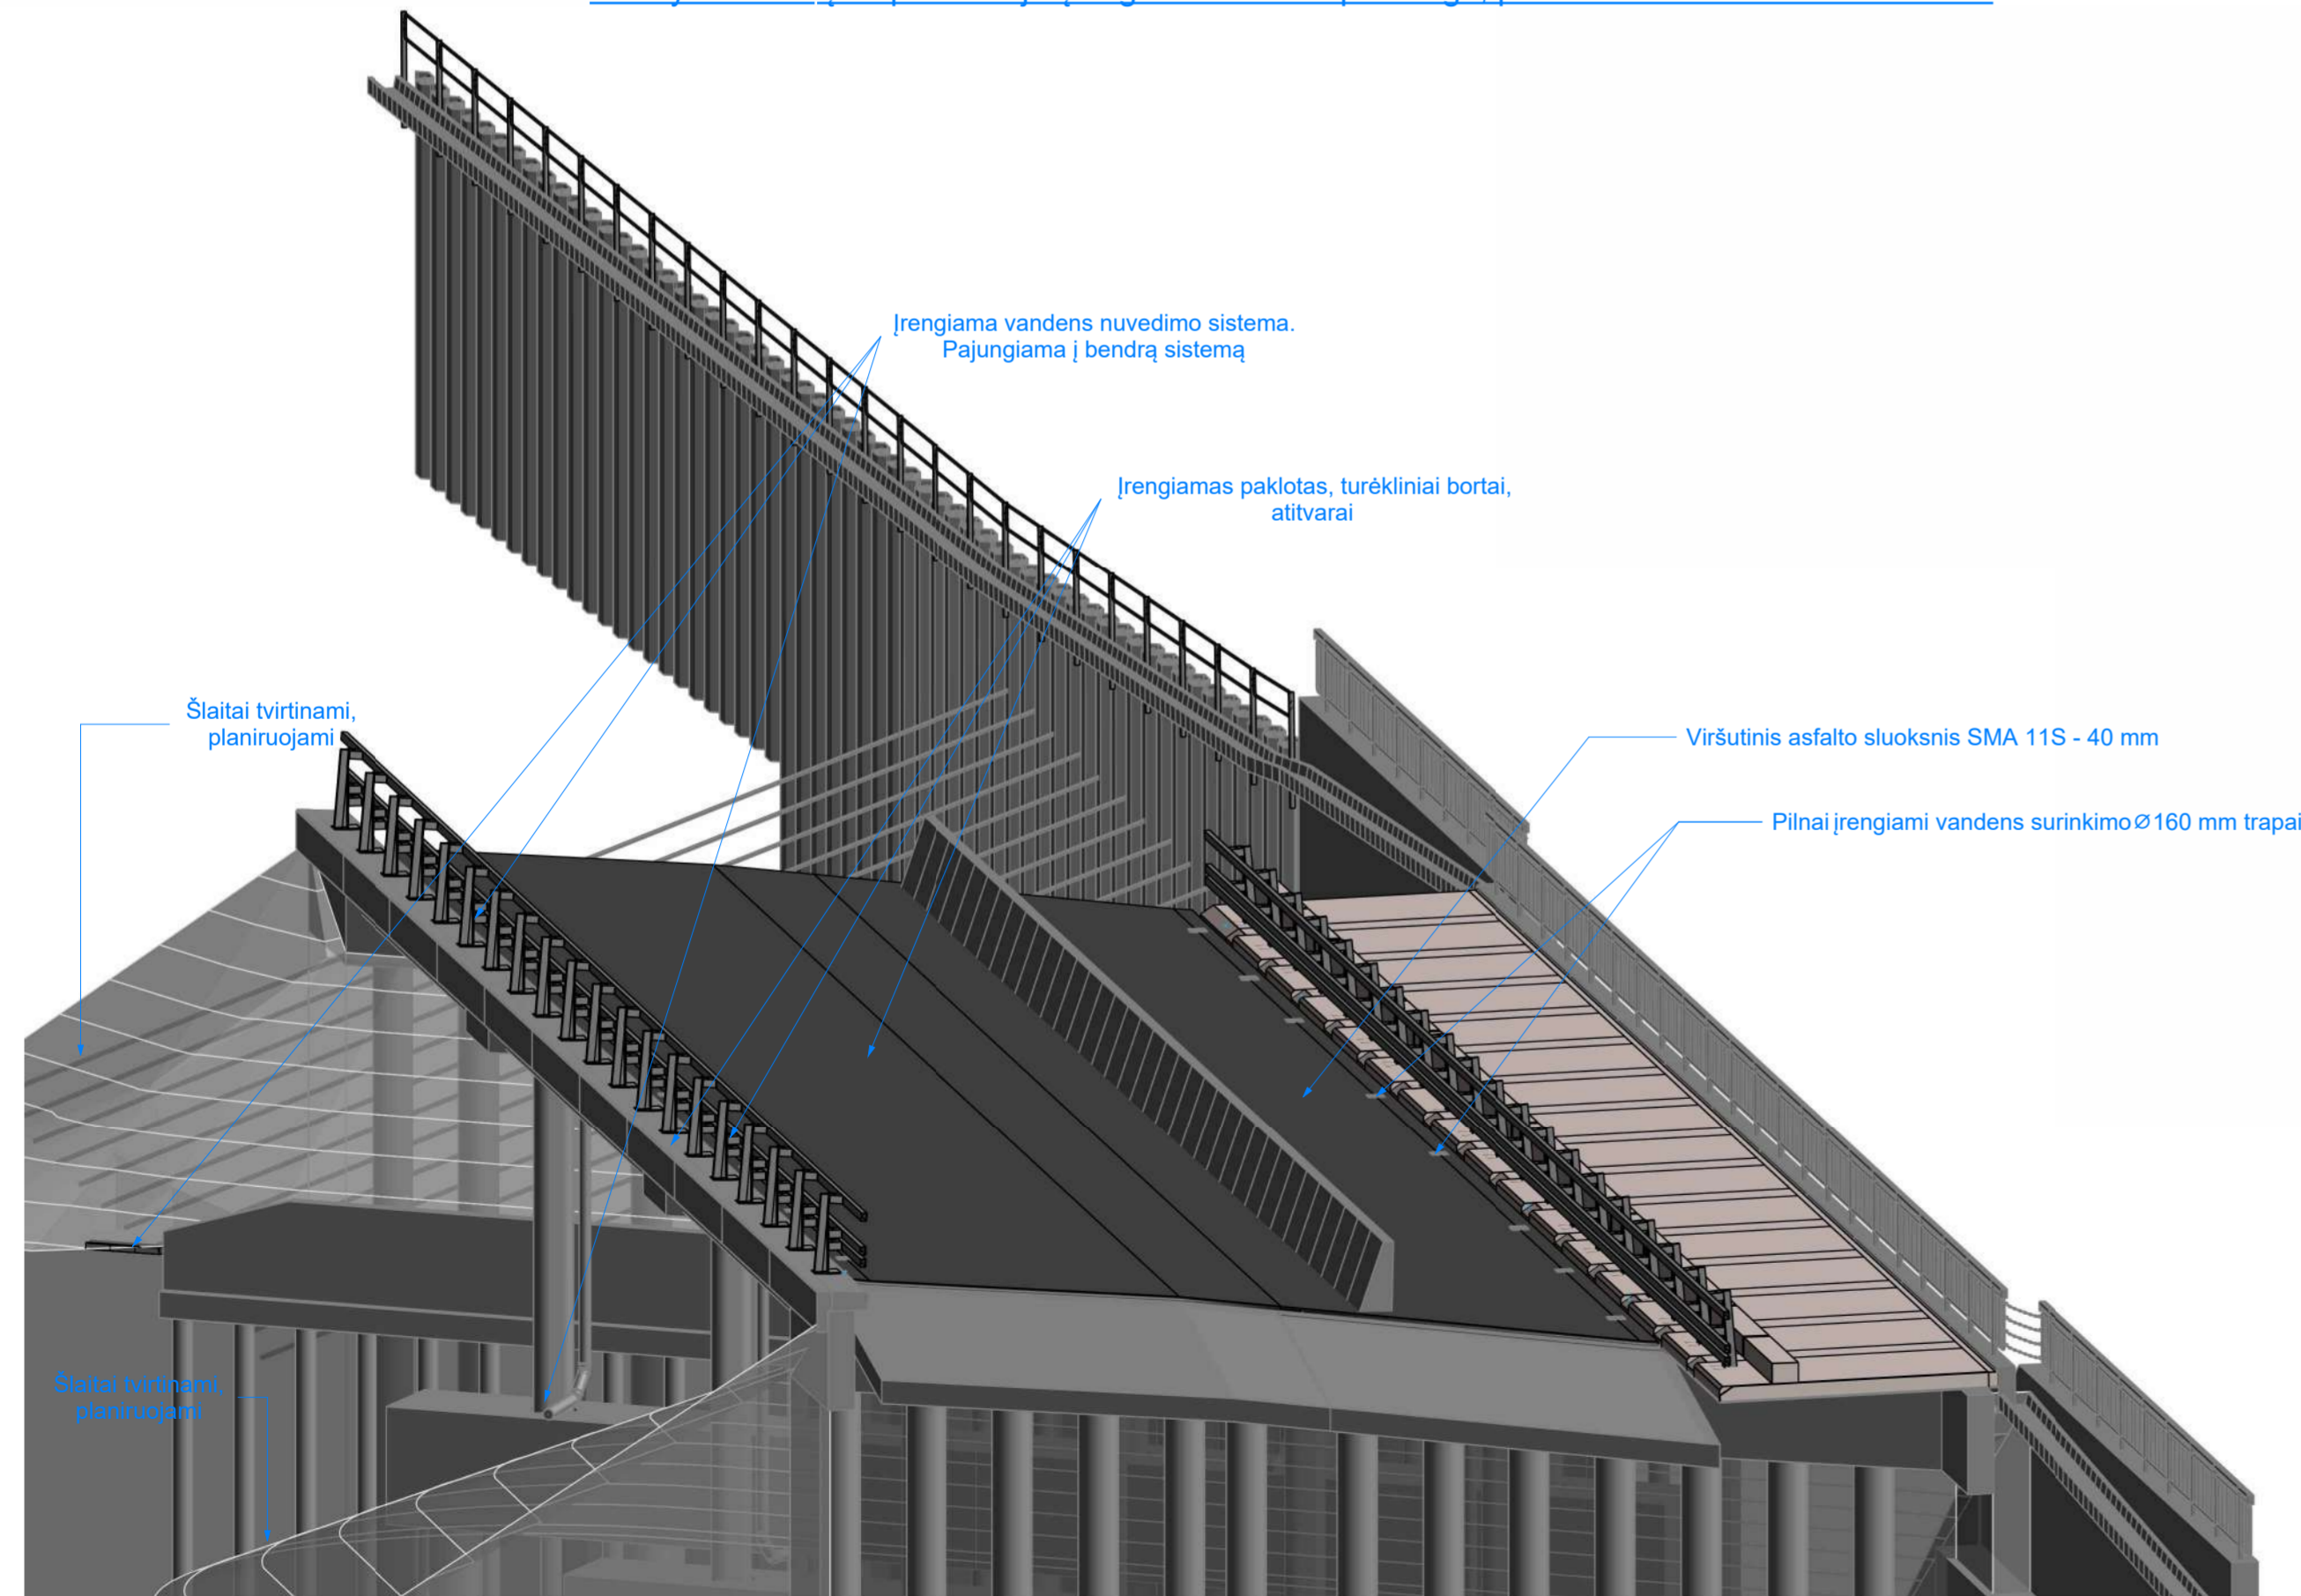 Įrengiama vandens nuvedimo sistema.
Pajungiama į bendrą sistemą
Įrengiamas paklotas, turėkliniai bortai,
atitvarai
Šlaitai tvirtinami,
planiruojami
Viršutinis asfalto sluoksnis SMA 11S - 40 mm
Pilnai įrengiami vandens surinkimo Ø 160 mm trapai
Šlaitai tvirtinami,
planiruojami